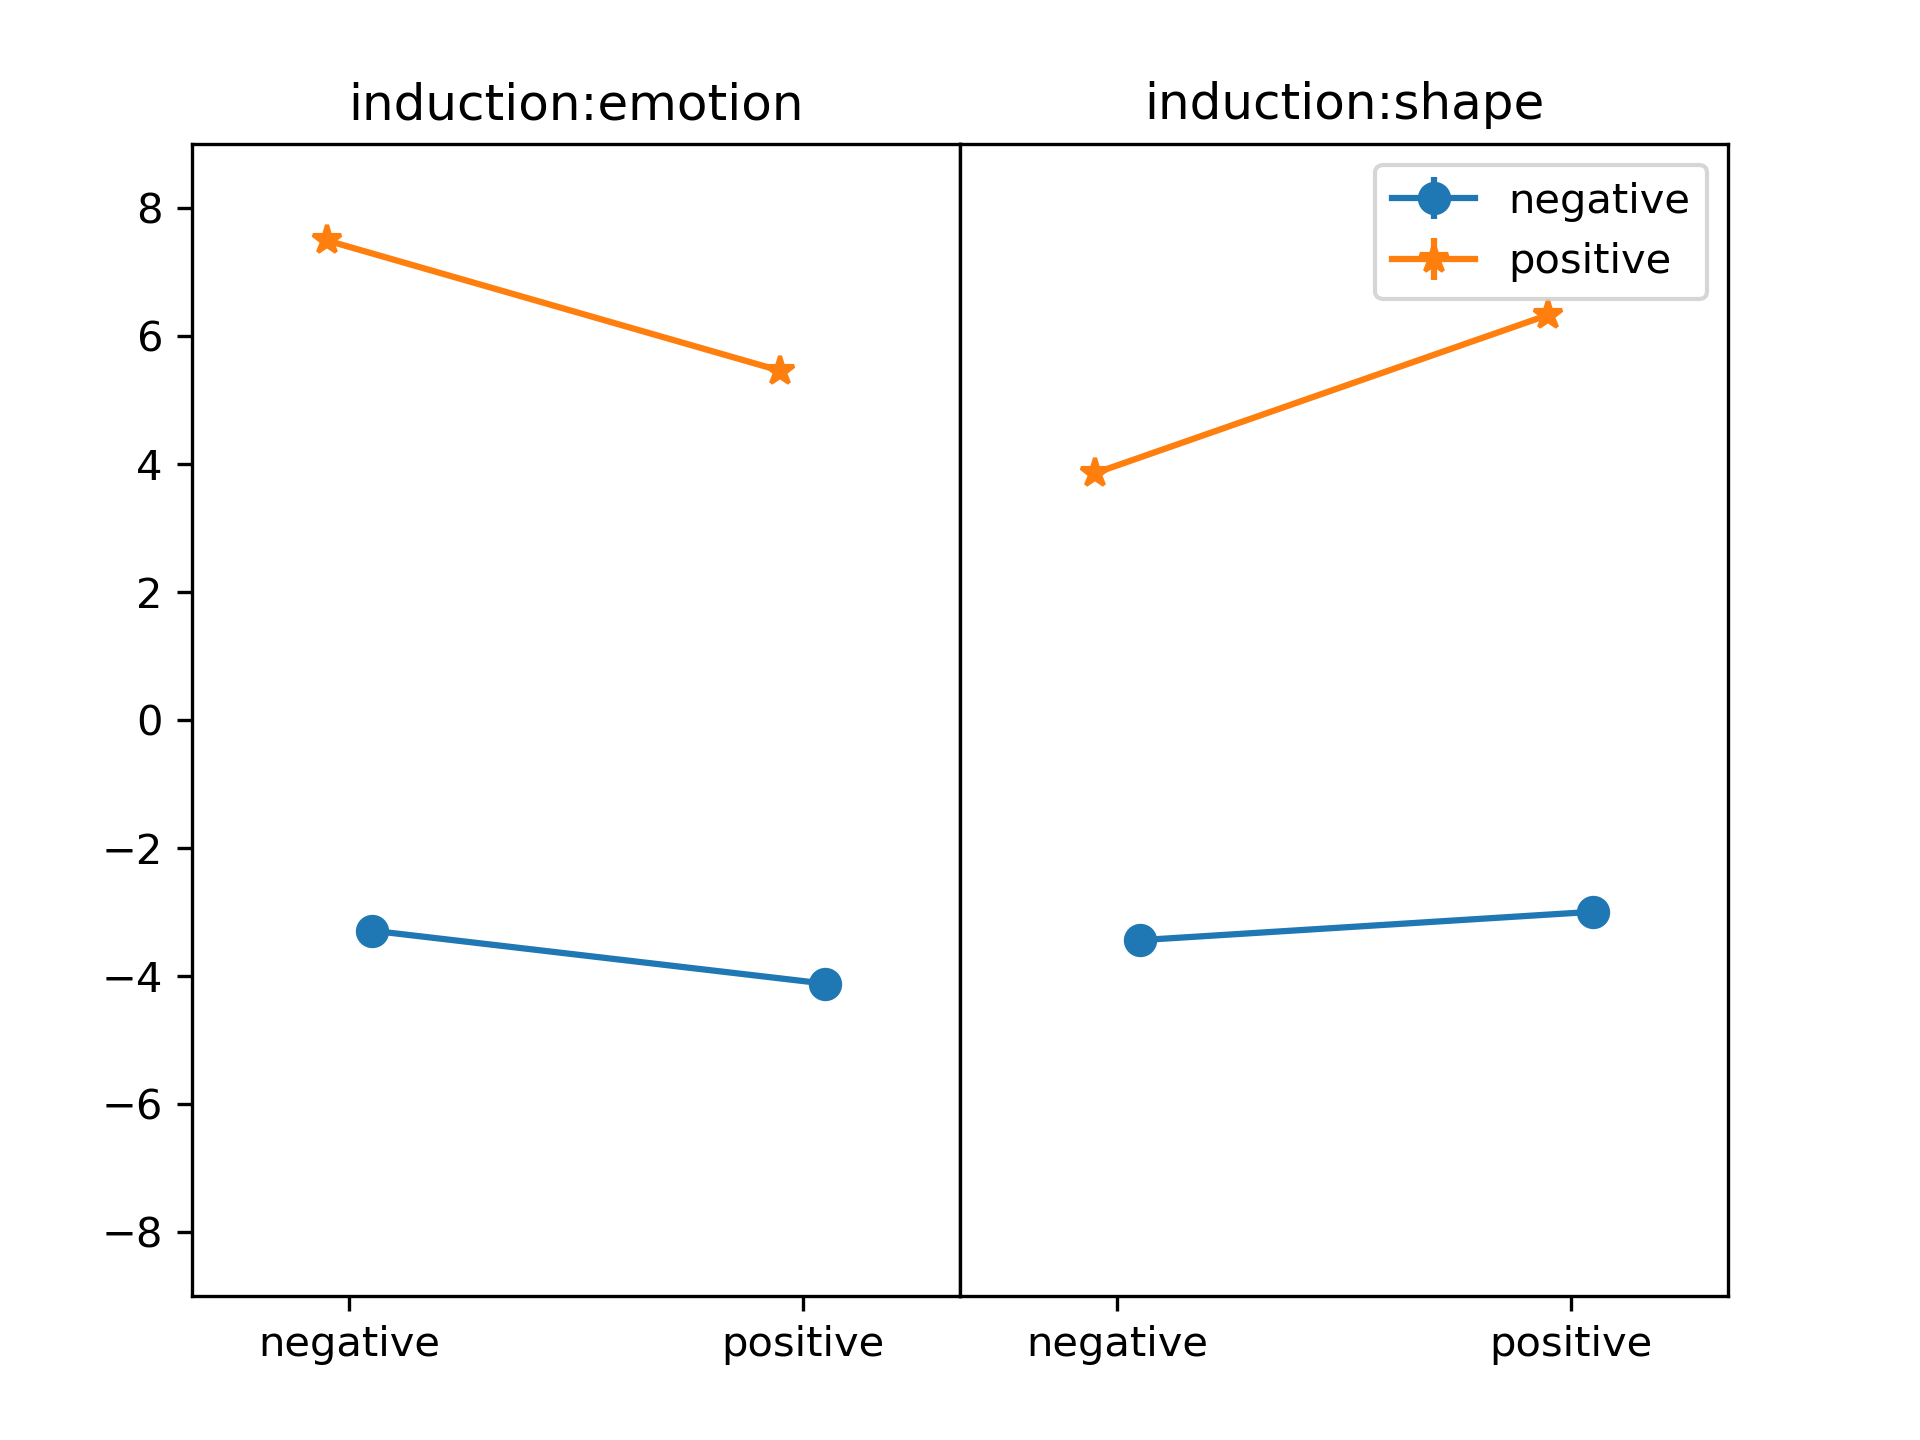 induction:emotion
induction:shape
negative
positive
8
6
4
2
0
−2
−4
−6
−8
negative
positive
negative
positive